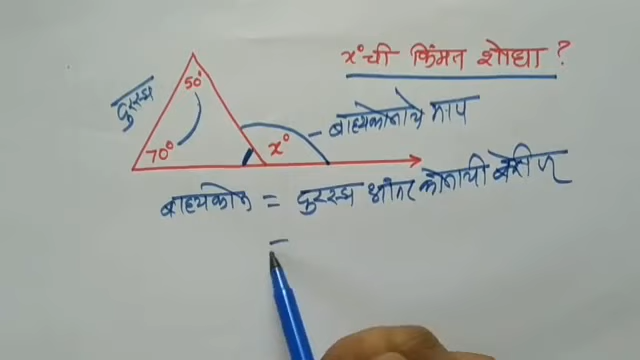 x° ची किंमत शोधा ?
50°
दुरस्थ
बाह्यकोनाचे माप
x°
70°
बाह्यकोन = दुरस्थ आंतर कोनाची बेरीज
=